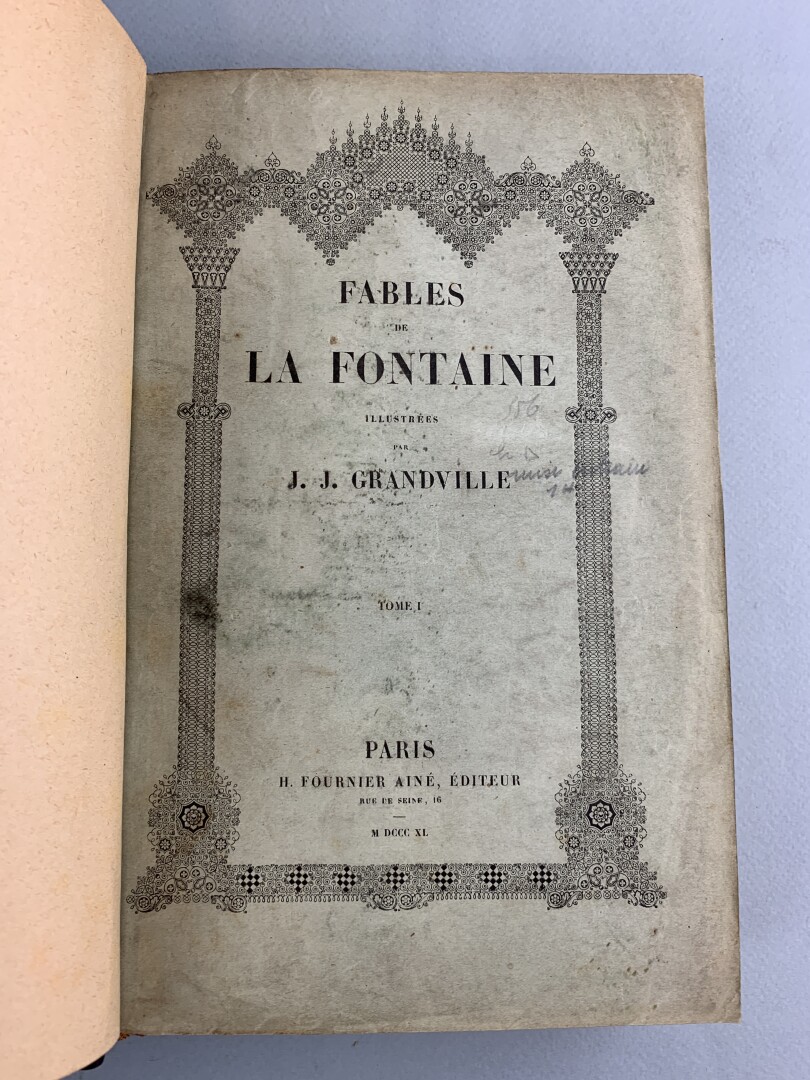 FABLES
DE
LA FONTAINE
ILLUSTRÉES
PAR
J. J. GRANDVILLE
TOME I
PARIS
H. FOURNIER AINÉ, ÉDITEUR
RUE DE SEINE, 16
M DCCC XL